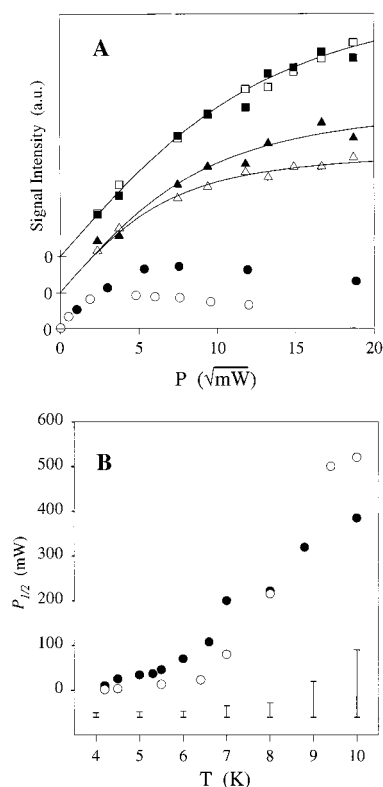 A
Signal Intensity (a.u.)
0
0
0
0 5 10 15 20
P (√mW)
B
600
500
400
300
200
100
0
P1/2 (mW)
4 5 6 7 8 9 10
T (K)